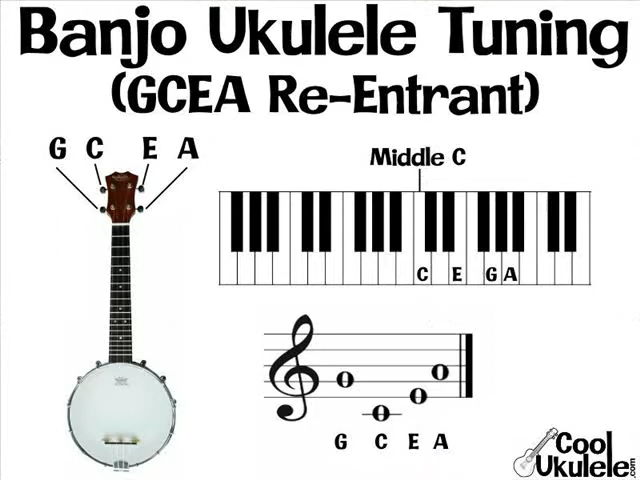 Banjo Ukulele Tuning
(GCEA Re-Entrant)
G C E A
Middle C
C E G A
G C E A
Cool
Ukulele.com